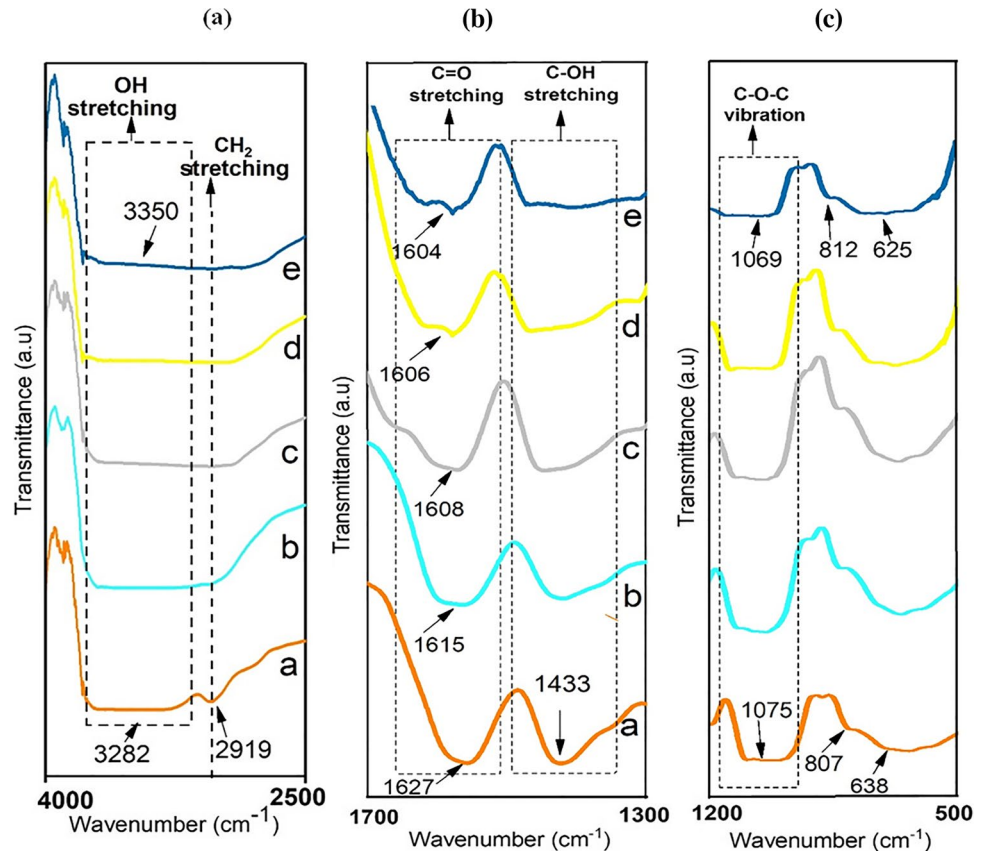 (a)
OH
stretching
CH2
stretching
3350
e
d
c
b
a
3282
2919
Transmittance (a.u)
4000
2500
Wavenumber (cm-1)
(b)
C=O
stretching
C-OH
stretching
1604
e
1606
d
1608
c
1615
b
1433
a
1627
Transmittance (a.u)
1700
1300
Wavenumber (cm-1)
(c)
C-O-C
vibration
1069
812
625
1075
807
638
Transmittance (a.u)
1200
500
Wavenumber (cm-1)